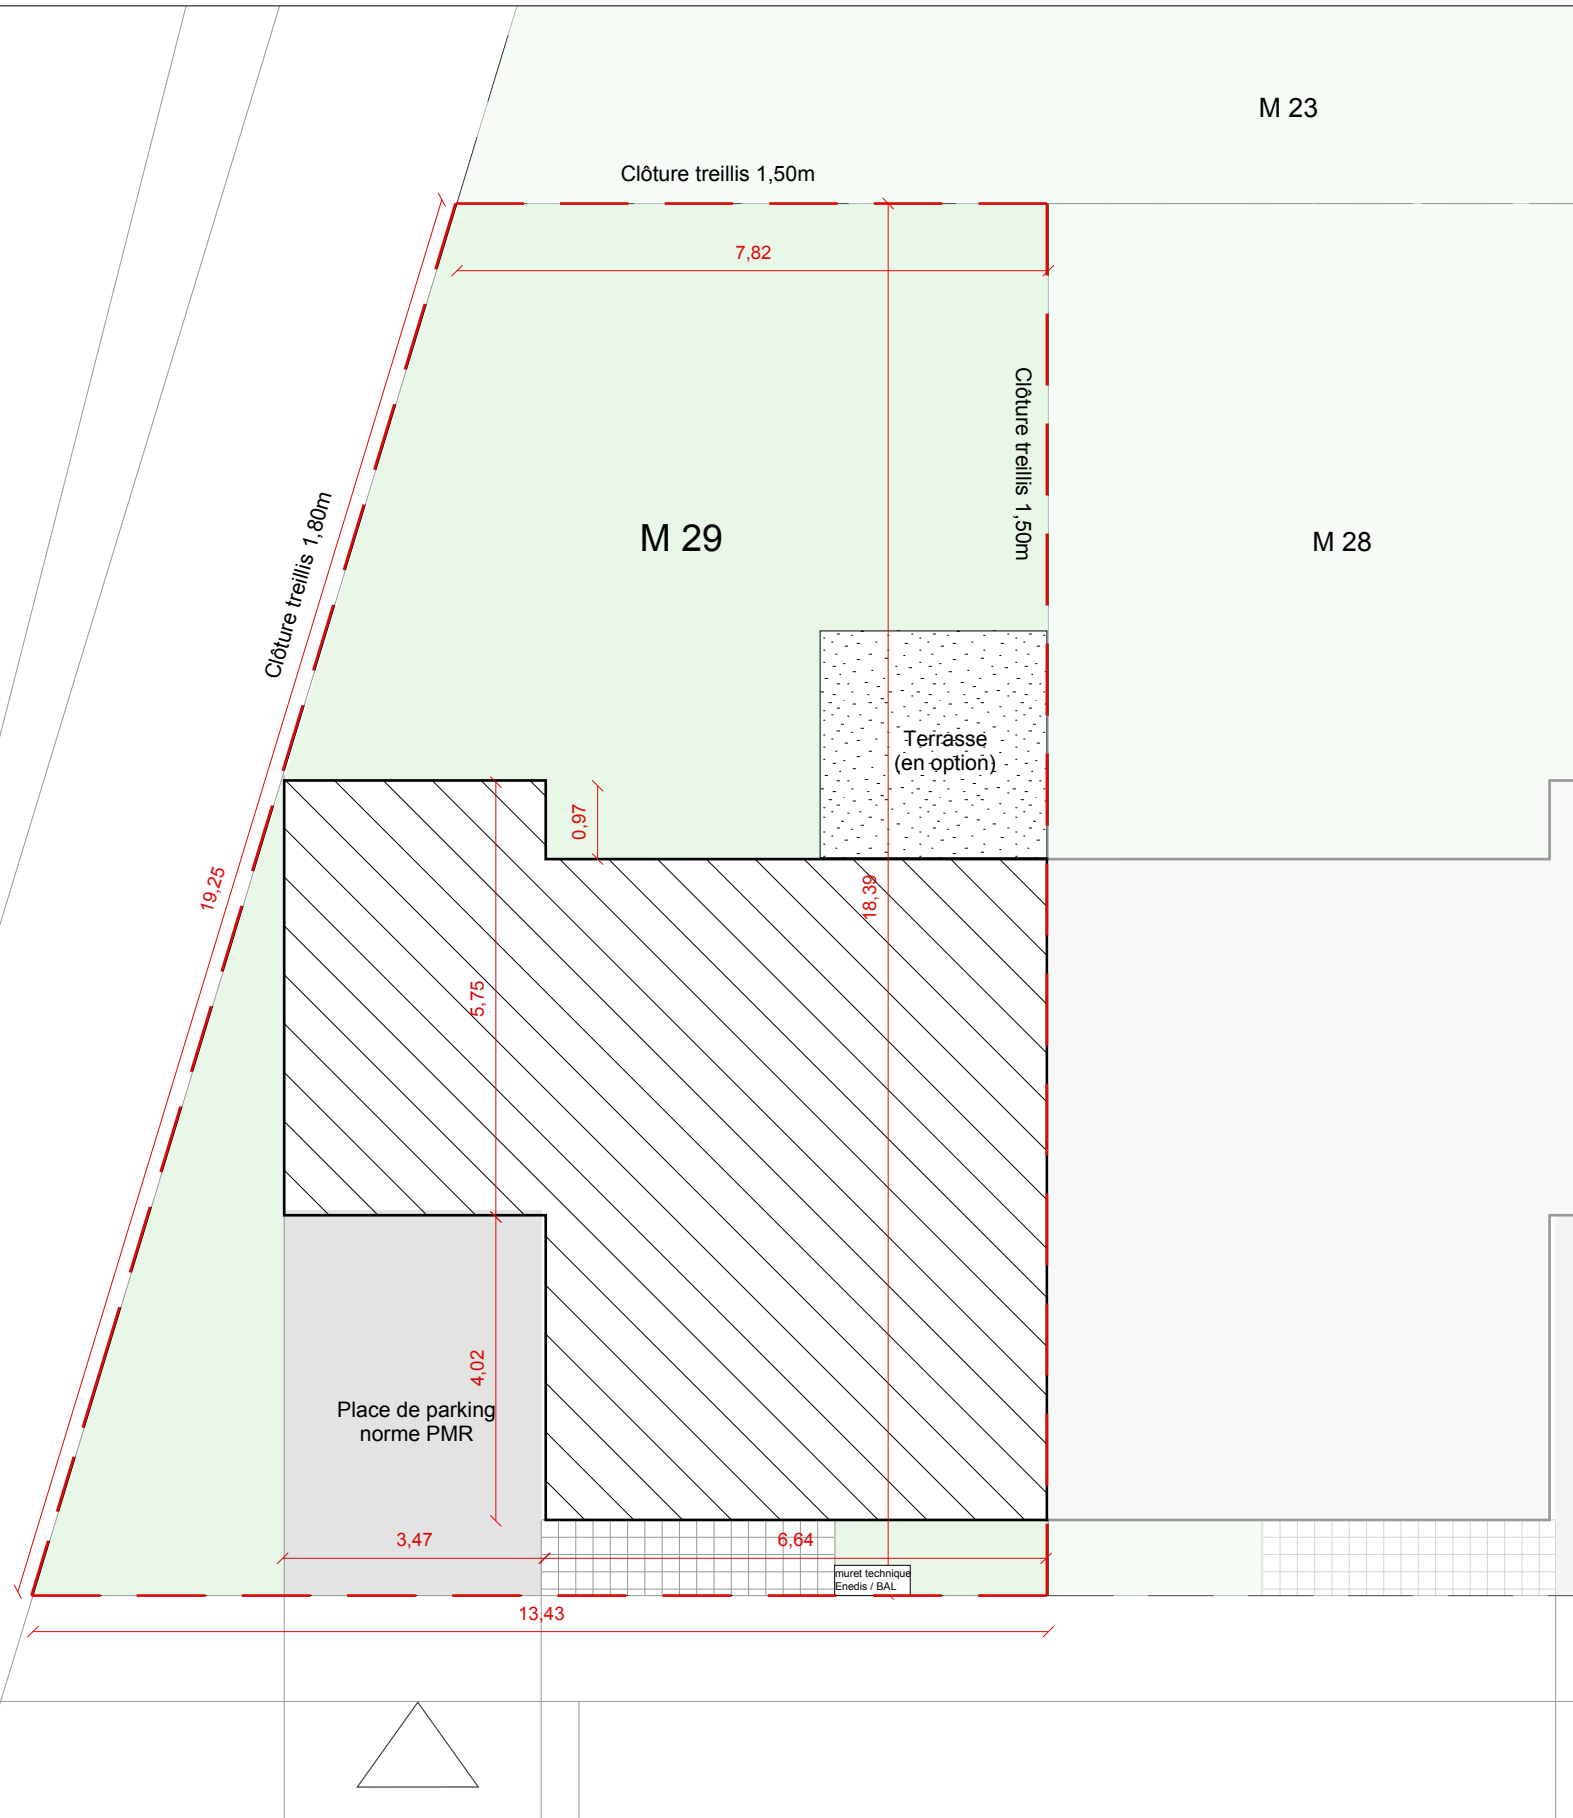 M 23
Clôture treillis 1,50m
7,82
Clôture treillis 1,50m
M 29
M 28
Clôture treillis 1,80m
Terrasse
(en option)
0,97
19,25
18,39
5,75
4,02
Place de parking
norme PMR
3,47
6,64
muret technique
Enedis / BAL
13,43